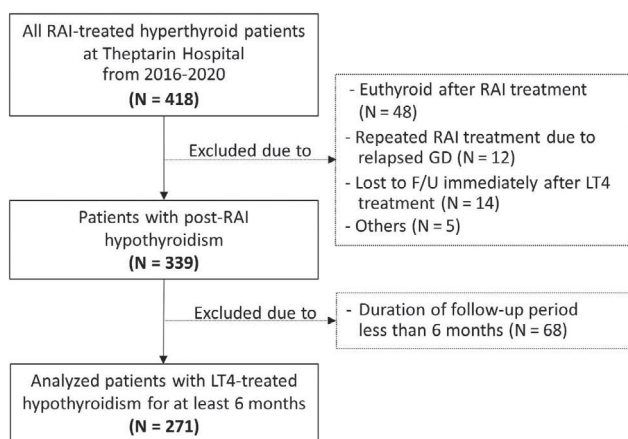 All RAI-treated hyperthyroid patients
at Theptarin Hospital
from 2016-2020
(N = 418)
Excluded due to
- Euthyroid after RAI treatment
(N = 48)
- Repeated RAI treatment due to
relapsed GD (N = 12)
- Lost to F/U immediately after LT4
treatment (N = 14)
- Others (N = 5)
Patients with post-RAI
hypothyroidism
(N = 339)
Excluded due to
- Duration of follow-up period
less than 6 months (N = 68)
Analyzed patients with LT4-treated
hypothyroidism for at least 6 months
(N = 271)